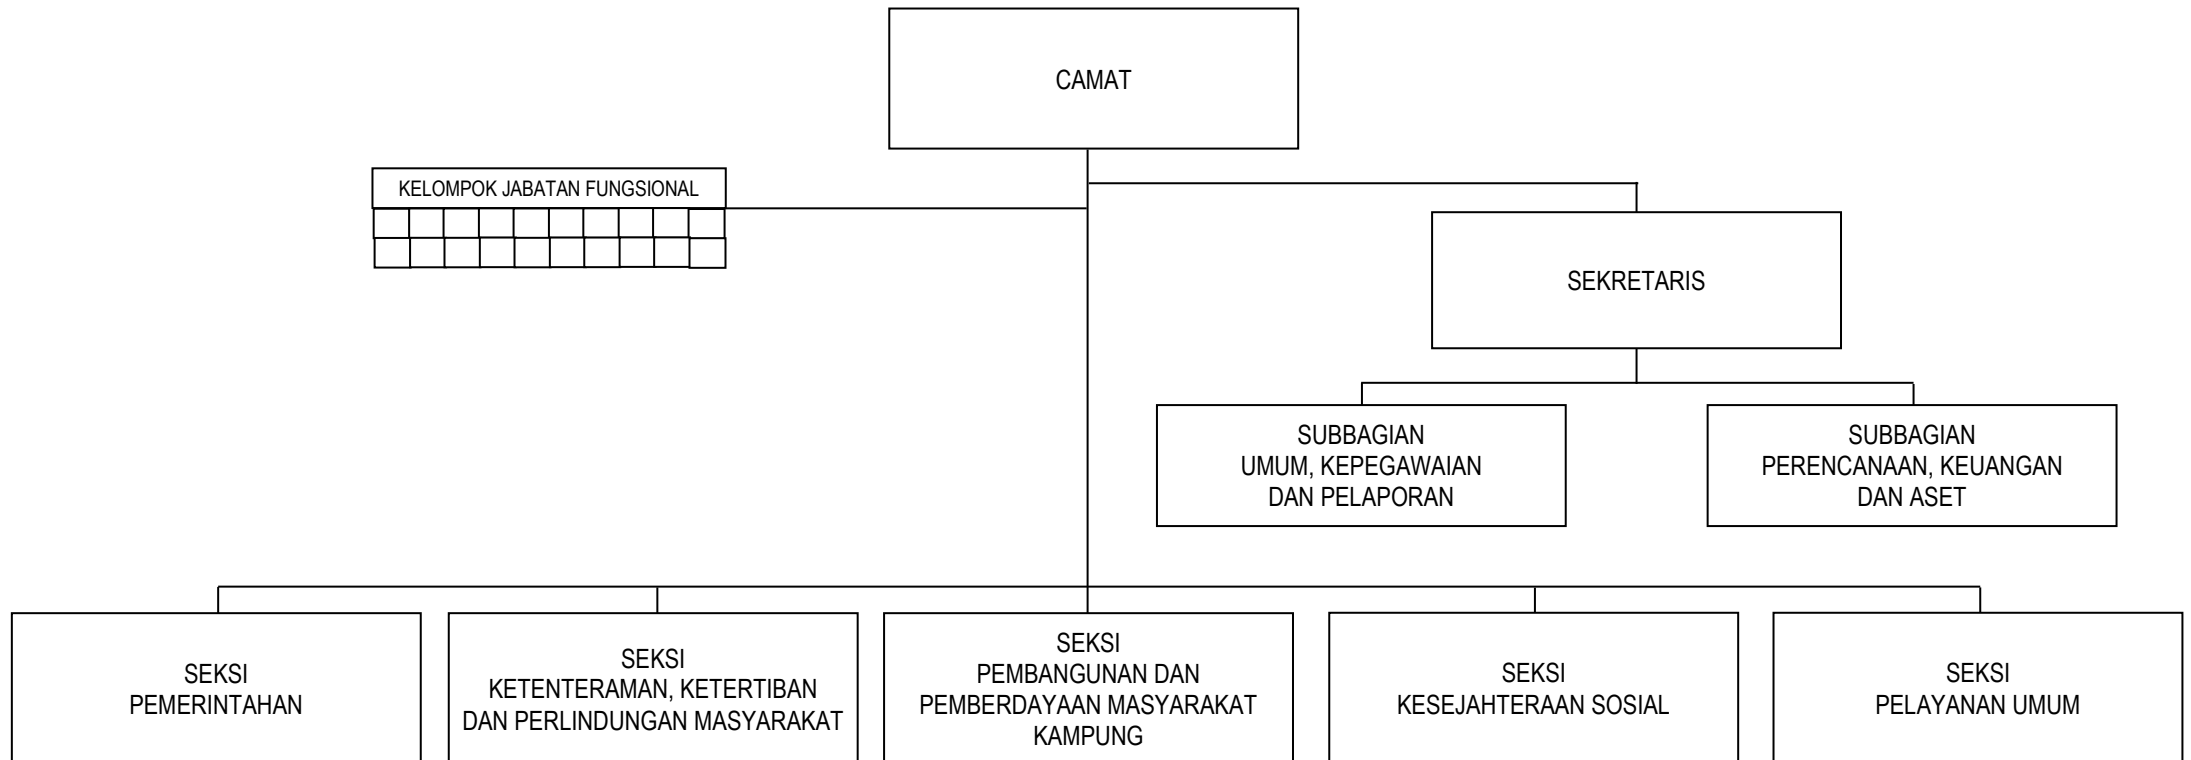 CAMAT
KELOMPOK JABATAN FUNGSIONAL
SEKRETARIS
SUBBAGIAN
UMUM, KEPEGAWAIAN
DAN PELAPORAN
SUBBAGIAN
PERENCANAAN, KEUANGAN
DAN ASET
SEKSI
PEMERINTAHAN
SEKSI
KETENTERAMAN, KETERTIBAN
DAN PERLINDUNGAN MASYARAKAT
SEKSI
PEMBANGUNAN DAN
PEMBERDAYAAN MASYARAKAT
KAMPUNG
SEKSI
KESEJAHTERAAN SOSIAL
SEKSI
PELAYANAN UMUM